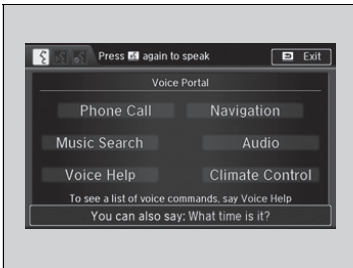 Press again to speak
Exit
Voice Portal
Phone Call Navigation
Music Search Audio
Voice Help Climate Control
To see a list of voice commands, say Voice Help
You can also say: What time is it?